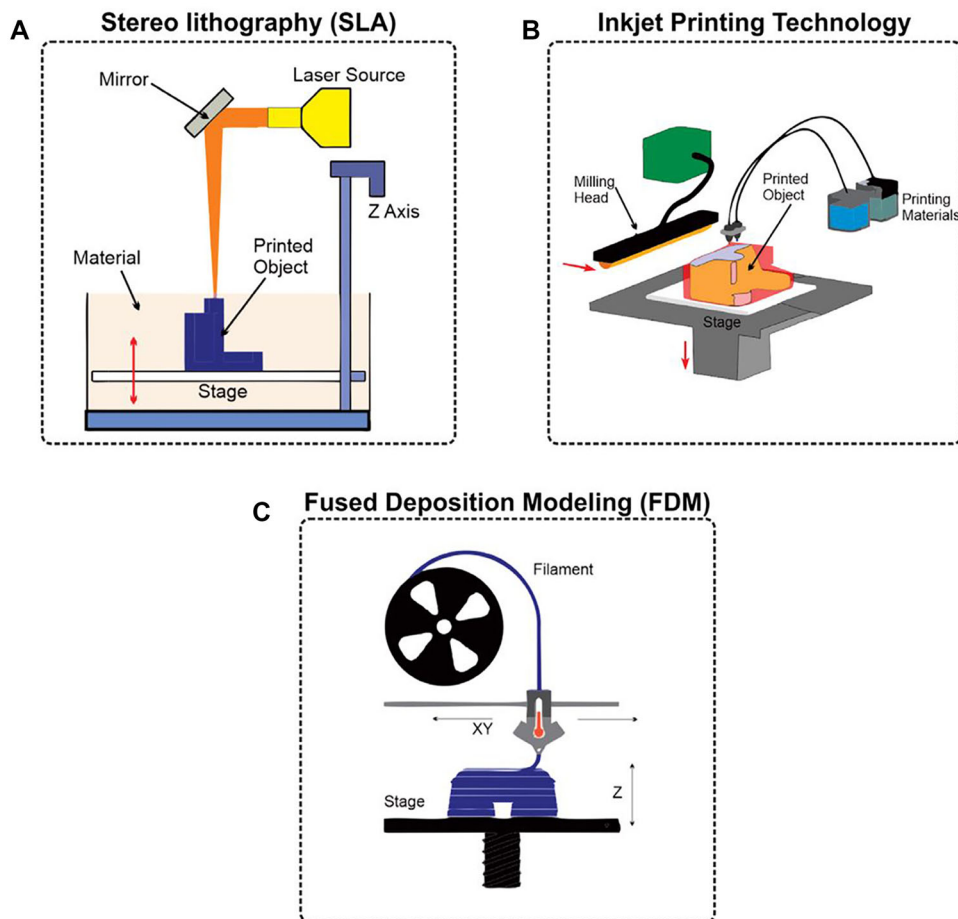 A
Stereo lithography (SLA)
Mirror
Laser Source
Z Axis
Material
Printed
Object
Stage
B
Inkjet Printing Technology
Milling
Head
Printed
Object
Printing
Materials
Stage
C
Fused Deposition Modeling (FDM)
Filament
XY
Z
Stage